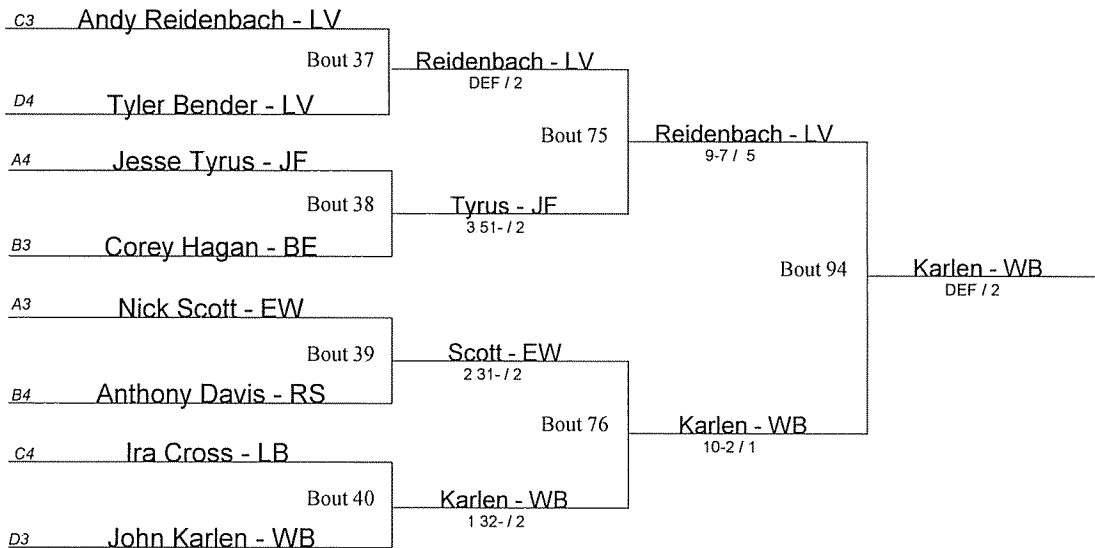 C3 Andy Reidenbach - LV
Bout 37
Reidenbach - LV
DEF / 2
D4 Tyler Bender - LV
Bout 75
Reidenbach - LV
9-7 / 5
A4 Jesse Tyrus - JF
Bout 38
Tyrus - JF
3 51- / 2
B3 Corey Hagan - BE
Bout 94
Karlen - WB
DEF / 2
A3 Nick Scott - EW
Bout 39
Scott - EW
2 31- / 2
B4 Anthony Davis - RS
Bout 76
Karlen - WB
10-2 / 1
C4 Ira Cross - LB
Bout 40
Karlen - WB
1 32- / 2
D3 John Karlen - WB